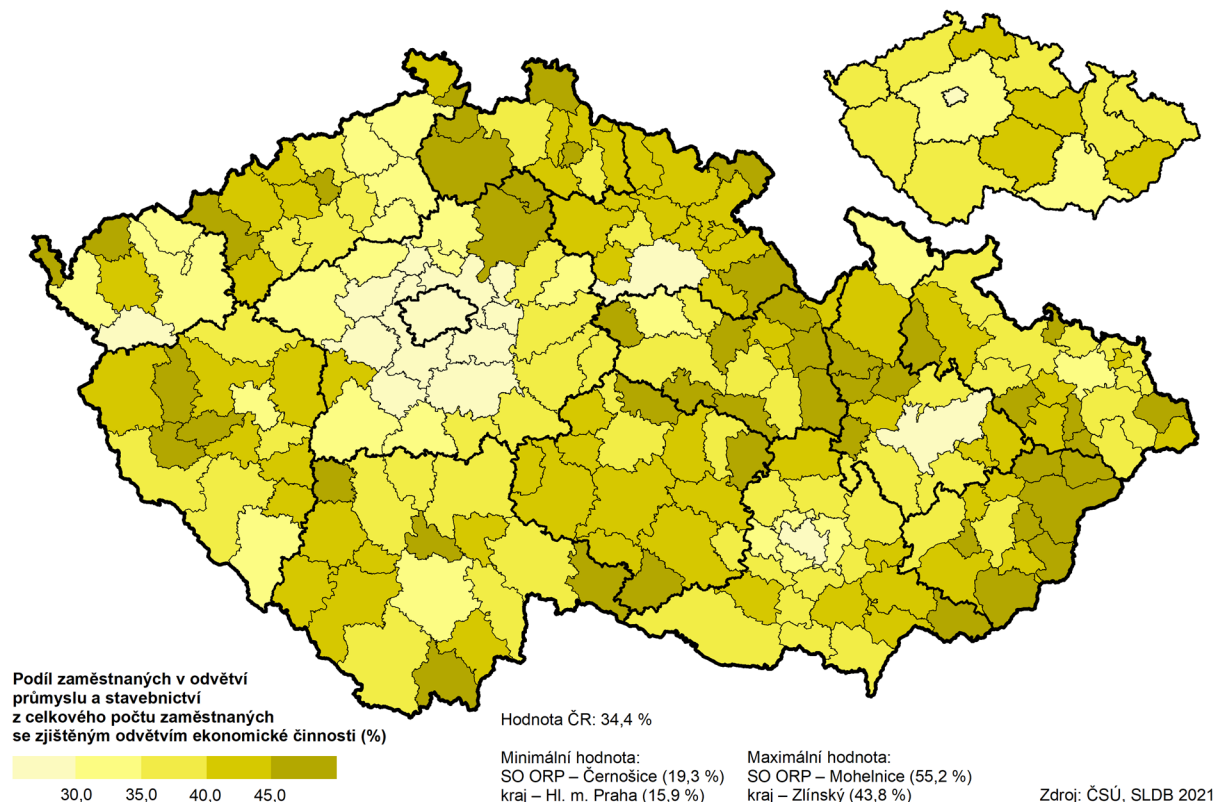 Podíl zaměstnaných v odvětví
průmyslu a stavebnictví
z celkového počtu zaměstnaných
se zjištěným odvětvím ekonomické činnosti (%)
30,0 35,0 40,0 45,0
Hodnota ČR: 34,4 %
Minimální hodnota:
SO ORP – Černošice (19,3 %)
kraj – Hl. m. Praha (15,9 %)
Maximální hodnota:
SO ORP – Mohelnice (55,2 %)
kraj – Zlínský (43,8 %)
Zdroj: ČSÚ, SLDB 2021